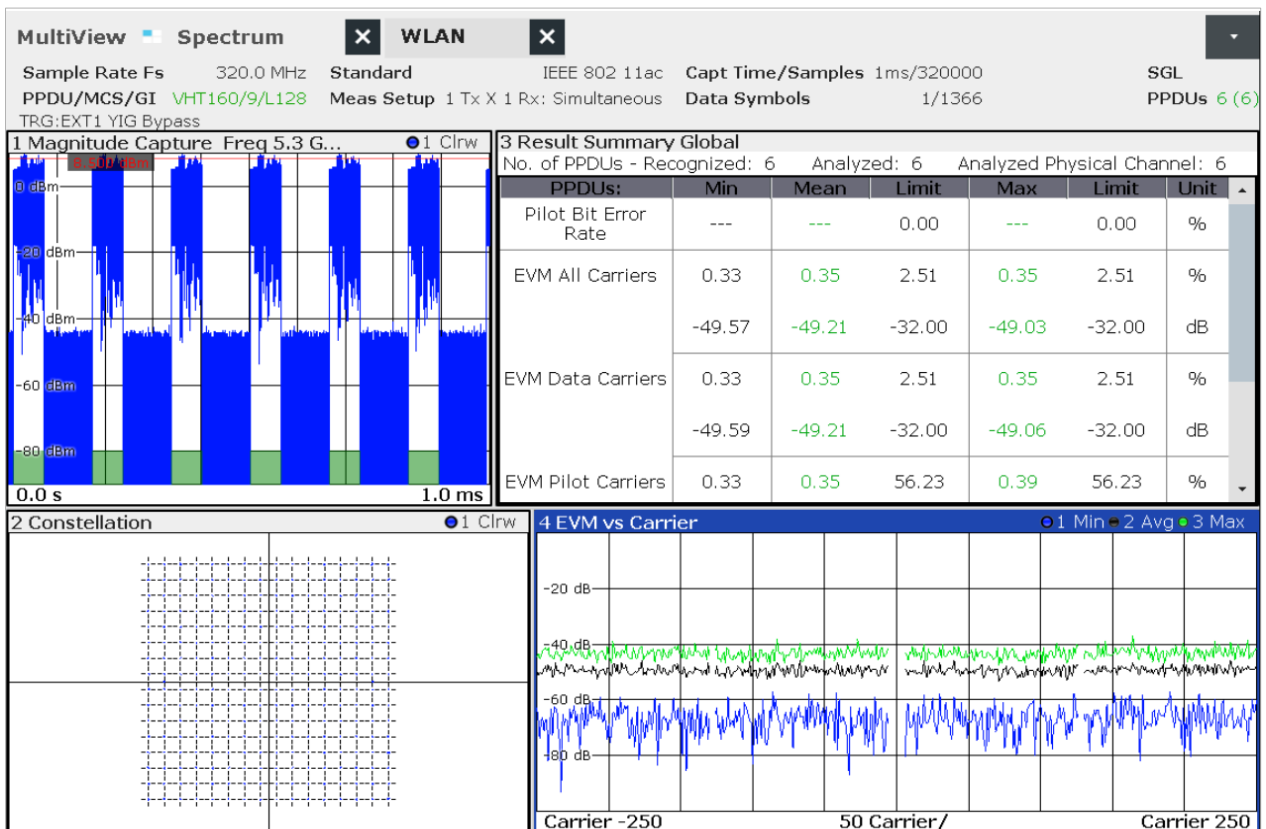 MultiView Spectrum × WLAN ×
Sample Rate Fs 320.0 MHz Standard IEEE 802 11ac Capt Time/Samples 1ms/320000 SGL
PPDU/MCS/GI VHT160/9/L128 Meas Setup 1 Tx X 1 Rx: Simultaneous Data Symbols 1/1366 PPDUs 6 (6)
TRG:EXT1 YIG Bypass
1 Magnitude Capture Freq 5.3 G... 1 Clrw
8.500 dBm
0 dBm
-20 dBm
-40 dBm
-60 dBm
-80 dBm
0.0 s 1.0 ms
3 Result Summary Global
No. of PPDUs - Recognized: 6 Analyzed: 6 Analyzed Physical Channel: 6
PPDUs: Min Mean Limit Max Limit Unit
Pilot Bit Error
Rate --- --- 0.00 --- 0.00 %
EVM All Carriers 0.33 0.35 2.51 0.35 2.51 %
-49.57 -49.21 -32.00 -49.03 -32.00 dB
EVM Data Carriers 0.33 0.35 2.51 0.35 2.51 %
-49.59 -49.21 -32.00 -49.06 -32.00 dB
EVM Pilot Carriers 0.33 0.35 56.23 0.39 56.23 %
2 Constellation 1 Clrw
4 EVM vs Carrier 1 Min 2 Avg 3 Max
-20 dB
-40 dB
-60 dB
-80 dB
Carrier -250 50 Carrier/ Carrier 250